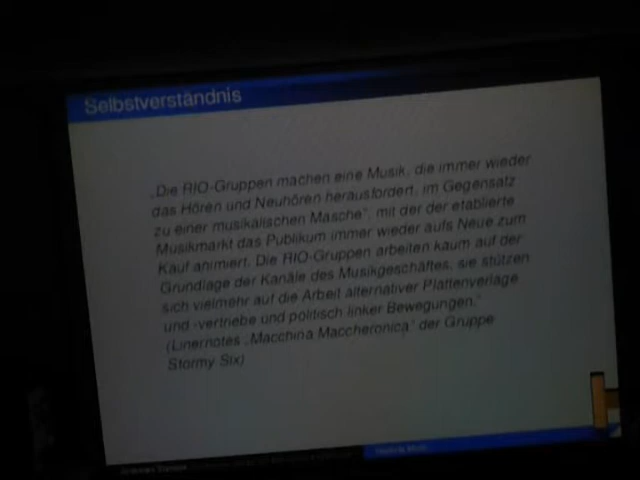 Selbstverständnis
„Die RIO-Gruppen machen eine Musik, die immer wieder
das Hören und Neuhören herausfordert, im Gegensatz
zu einer musikalischen Masche", mit der der etablierte
Musikmarkt das Publikum immer wieder aufs Neue zum
Kauf animiert. Die RIO-Gruppen arbeiten kaum auf der
Grundlage der Kanäle des Musikgeschäftes, sie stützen
sich vielmehr auf die Arbeit alternativer Plattenverlage
und -vertriebe und politisch linker Bewegungen."
(Linernotes „Macchina Maccheronica" der Gruppe
Stormy Six)